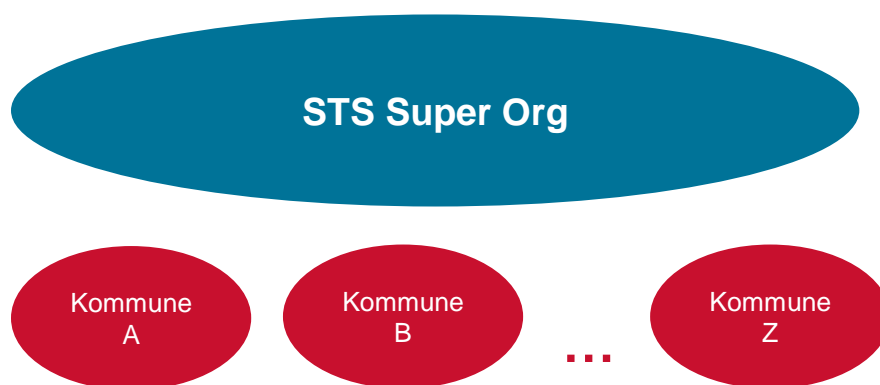 STS Super Org
Kommune
A
Kommune
B
...
Kommune
Z